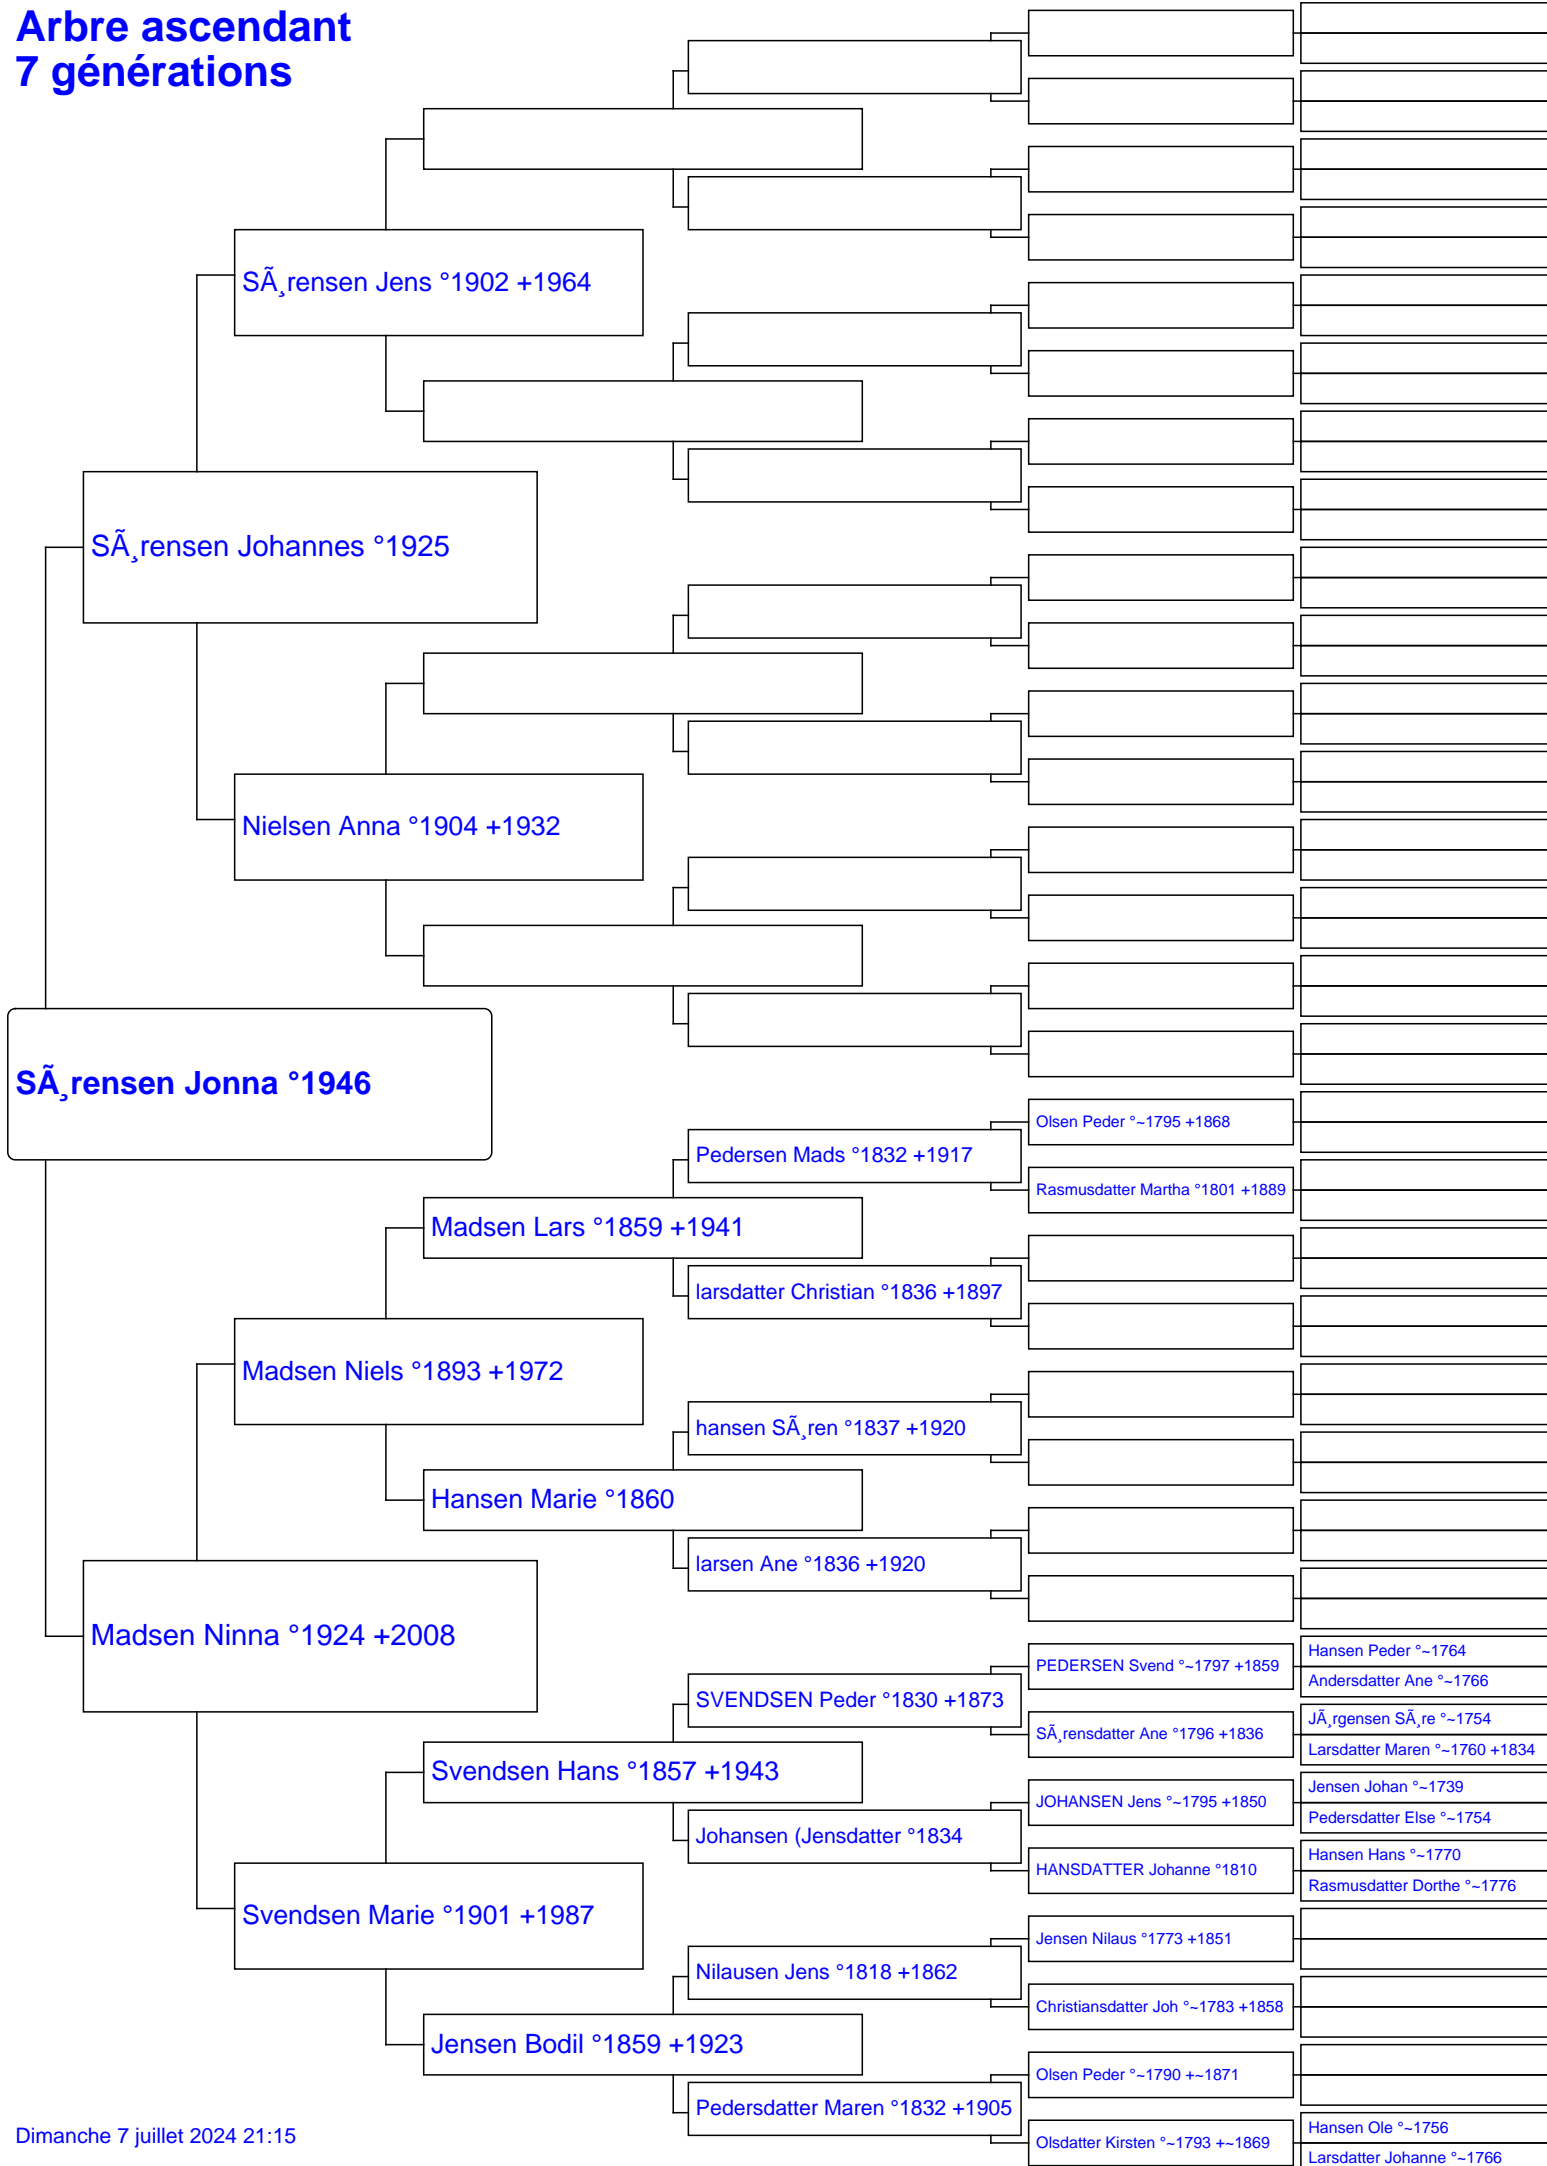 Arbre ascendant
7 générations
SÃ¸rensen Jens °1902 +1964
SÃ¸rensen Johannes °1925
Nielsen Anna °1904 +1932
SÃ¸rensen Jonna °1946
Olsen Peder °~1795 +1868
Pedersen Mads °1832 +1917
Rasmusdatter Martha °1801 +1889
Madsen Lars °1859 +1941
larsdatter Christian °1836 +1897
Madsen Niels °1893 +1972
hansen SÃ¸ren °1837 +1920
Hansen Marie °1860
larsen Ane °1836 +1920
Madsen Ninna °1924 +2008
Hansen Peder °~1764
PEDERSEN Svend °~1797 +1859
Andersdatter Ane °~1766
SVENDSEN Peder °1830 +1873
JÃ¸rgensen SÃ¸re °~1754
SÃ¸rensdatter Ane °1796 +1836
Larsdatter Maren °~1760 +1834
Svendsen Hans °1857 +1943
Jensen Johan °~1739
JOHANSEN Jens °~1795 +1850
Pedersdatter Else °~1754
Johansen (Jensdatter °1834
Hansen Hans °~1770
HANSDATTER Johanne °1810
Rasmusdatter Dorthe °~1776
Svendsen Marie °1901 +1987
Jensen Nilaus °1773 +1851
Nilausen Jens °1818 +1862
Christiansdatter Joh °~1783 +1858
Jensen Bodil °1859 +1923
Olsen Peder °~1790 +~1871
Pedersdatter Maren °1832 +1905
Hansen Ole °~1756
Olsdatter Kirsten °~1793 +~1869
Larsdatter Johanne °~1766
Dimanche 7 juillet 2024 21:15